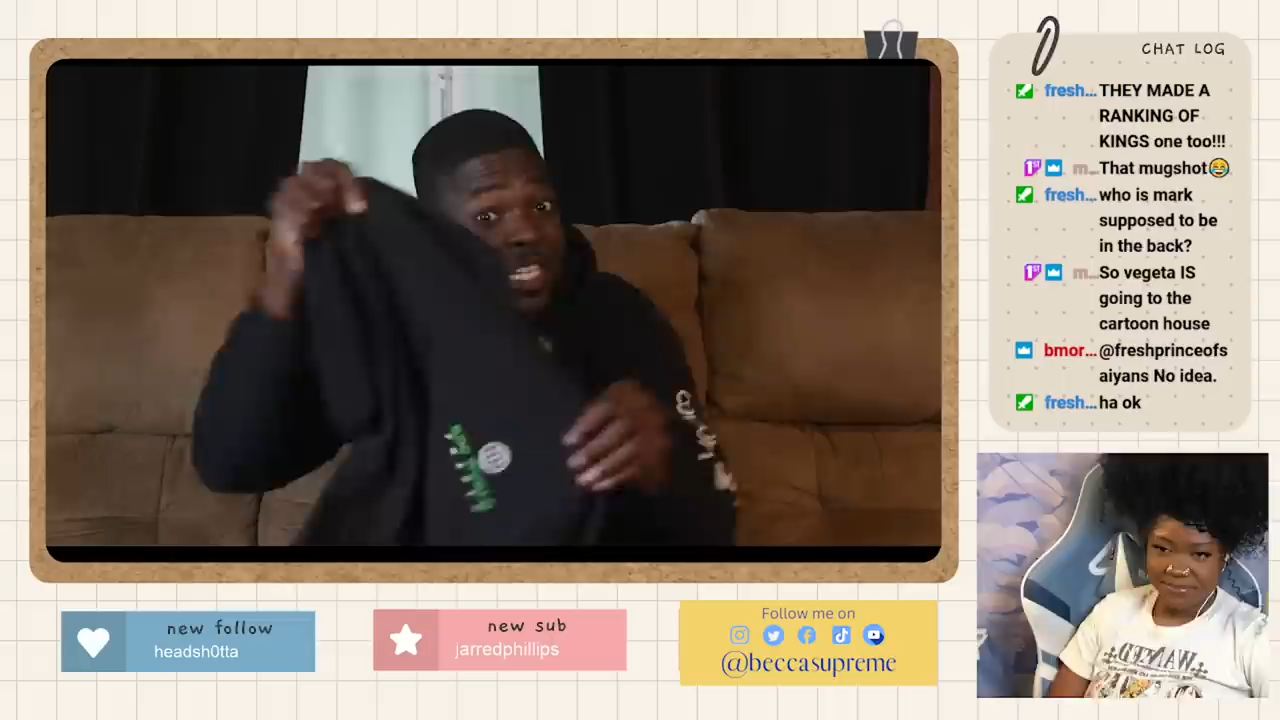 CHAT LOG
fresh... THEY MADE A
RANKING OF
KINGS one too!!!
m... That mugshot😂
fresh... who is mark
supposed to be
in the back?
m... So vegeta IS
going to the
cartoon house
bmor... @freshprinceofs
aiyans No idea.
fresh... ha ok
new follow
headsh0tta
new sub
jarredphillips
Follow me on
@beccasupreme
WANTED